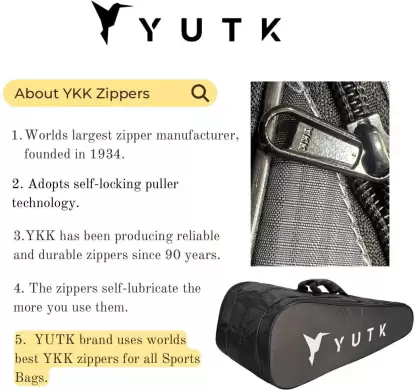 YUTK
About YKK Zippers
1. Worlds largest zipper manufacturer,
founded in 1934.
2. Adopts self-locking puller
technology.
3.YKK has been producing reliable
and durable zippers since 90 years.
4. The zippers self-lubricate the
more you use them.
5. YUTK brand uses worlds
best YKK zippers for all Sports
Bags.
YKK
YUTK